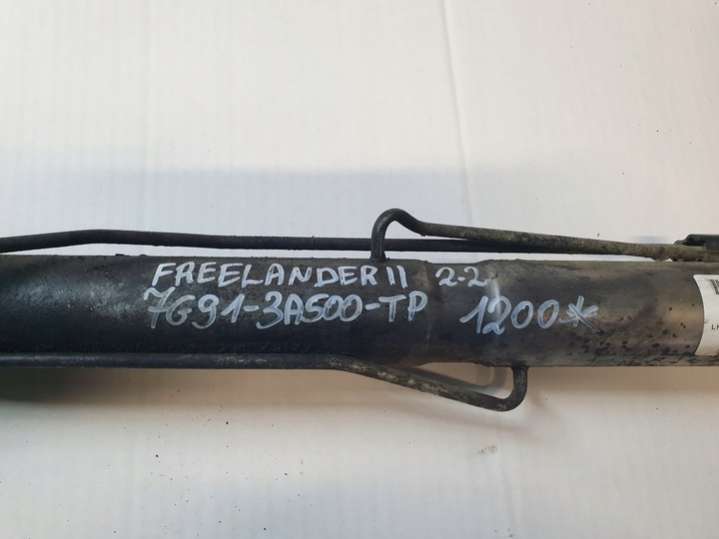 FREELANDER II 2.2
7G91-3A500-TP 1200*